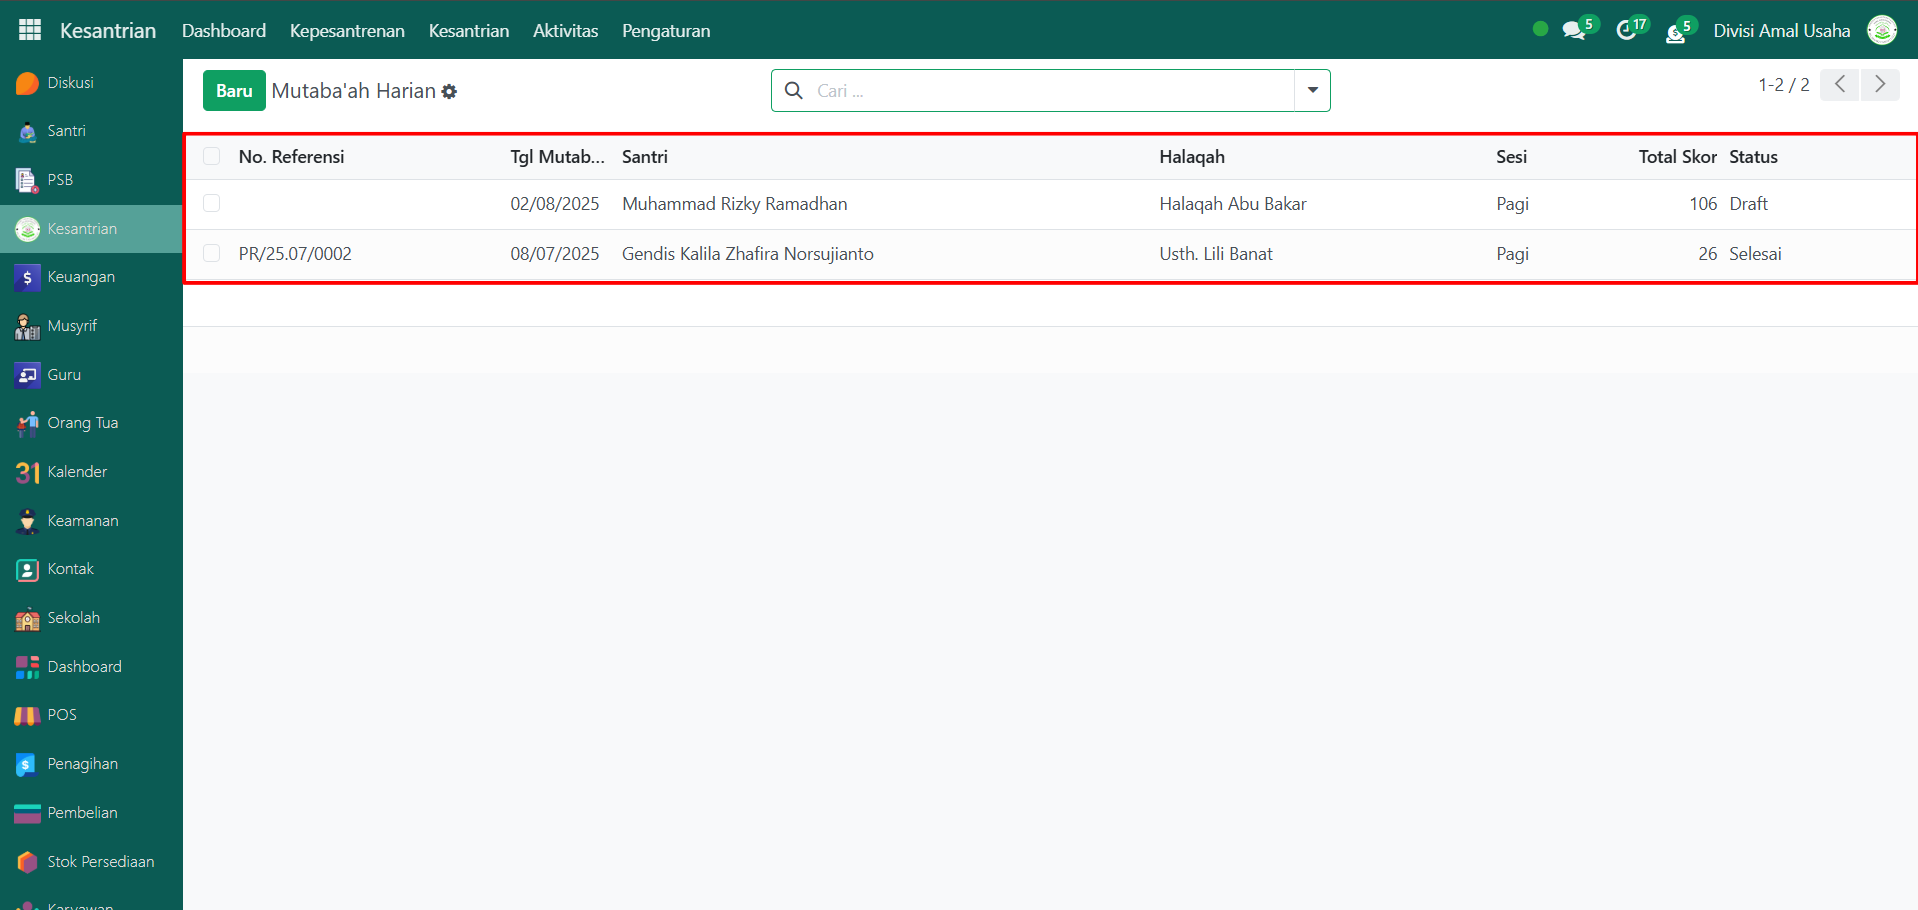 Kesantrian Dashboard Kepesantrenan Kesantrian Aktivitas Pengaturan 5 17 5 Divisi Amal Usaha
Diskusi
Santri
PSB
Kesantrian
Keuangan
Musyrif
Guru
Orang Tua
31 Kalender
Keamanan
Kontak
Sekolah
Dashboard
POS
Penagihan
Pembelian
Stok Persediaan
Karyawan
Baru Mutaba'ah Harian Cari ... 1-2 / 2
No. Referensi Tgl Mutab... Santri Halaqah Sesi Total Skor Status
02/08/2025 Muhammad Rizky Ramadhan Halaqah Abu Bakar Pagi 106 Draft
PR/25.07/0002 08/07/2025 Gendis Kalila Zhafira Norsujianto Usth. Lili Banat Pagi 26 Selesai